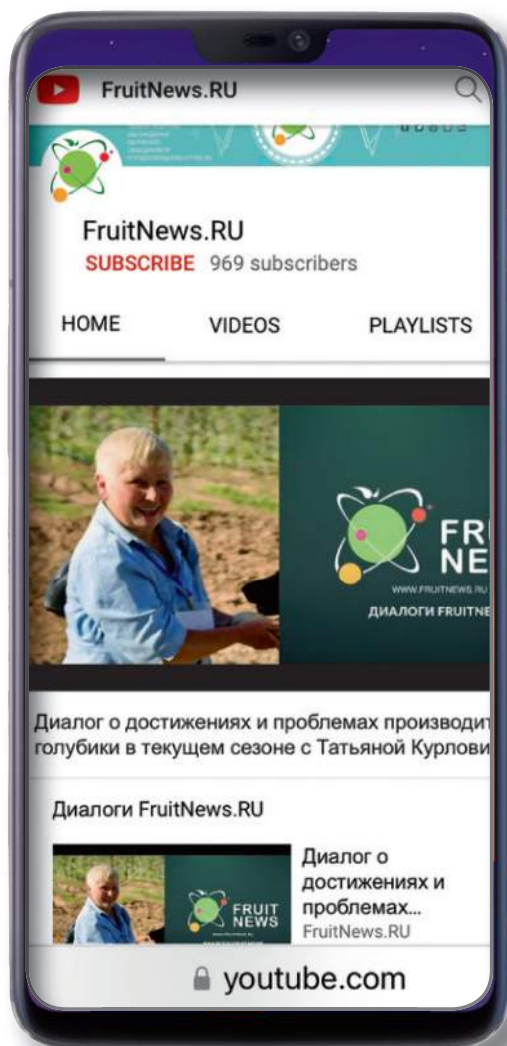 FruitNews.RU
FruitNews.RU
SUBSCRIBE 969 subscribers
HOME VIDEOS PLAYLISTS
FR
NE
WWW.FRUITNEWS.RU
ДИАЛОГИ FRUITNE
Диалог о достижениях и проблемах производит
голубики в текущем сезоне с Татьяной Курлови
Диалоги FruitNews.RU
Диалог о
достижениях и
проблемах...
FruitNews.RU
FRUIT
NEWS
youtube.com